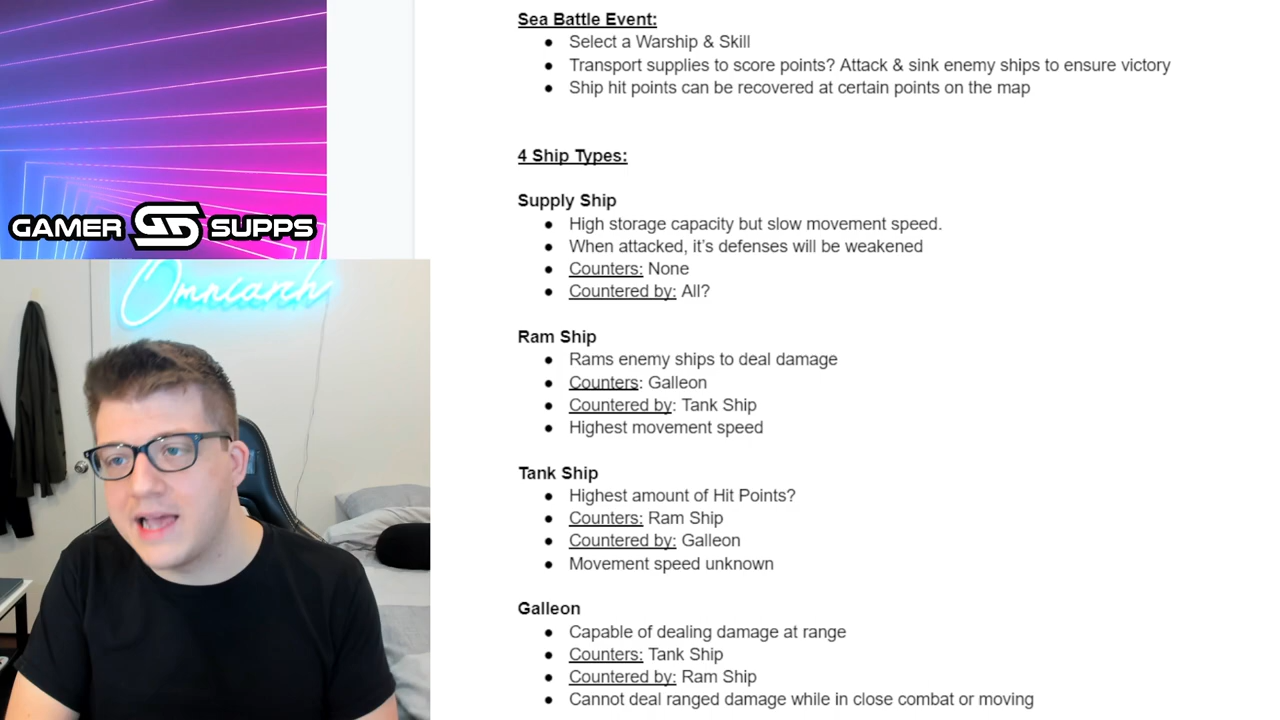 Sea Battle Event:
● Select a Warship & Skill
● Transport supplies to score points? Attack & sink enemy ships to ensure victory
● Ship hit points can be recovered at certain points on the map
4 Ship Types:
Supply Ship
● High storage capacity but slow movement speed.
● When attacked, it's defenses will be weakened
● Counters: None
● Countered by: All?
Ram Ship
● Rams enemy ships to deal damage
● Counters: Galleon
● Countered by: Tank Ship
● Highest movement speed
Tank Ship
● Highest amount of Hit Points?
● Counters: Ram Ship
● Countered by: Galleon
● Movement speed unknown
Galleon
● Capable of dealing damage at range
● Counters: Tank Ship
● Countered by: Ram Ship
● Cannot deal ranged damage while in close combat or moving
GAMER SUPPS
Omniarch